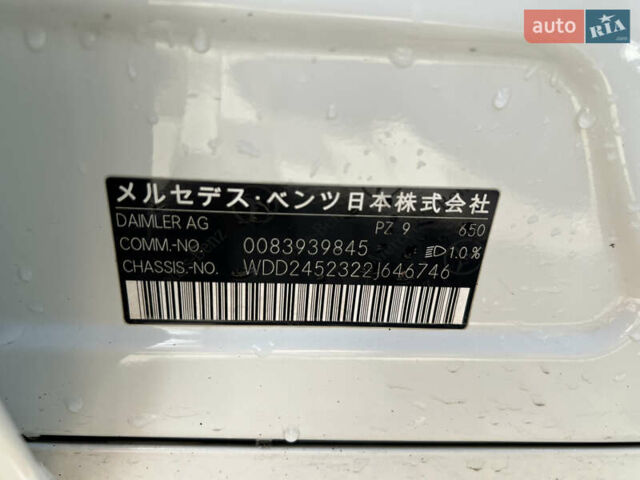 auto RIA
.com
メルセデス・ベンツ日本株式会社
DAIMLER AG PZ 9 650
COMM.-NO. 0083939845 1.0%
CHASSIS.-NO. WDD2452322J646746